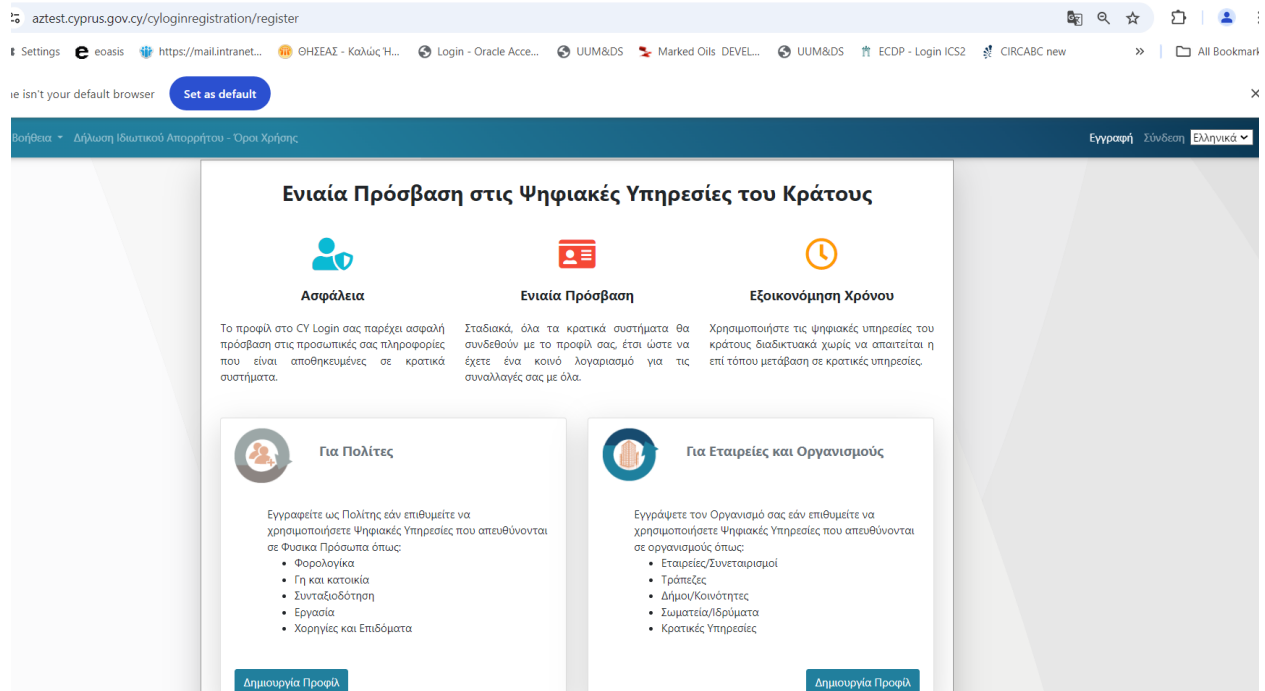 aztest.cyprus.gov.cy/cyloginregistration/register
Settings eoasis https://mail.intranet... ΘΗΣΕΑΣ - Καλώς Ή... Login - Oracle Acce... UUM&DS Marked Oils DEVEL... UUM&DS ECDP - Login ICS2 CIRCABC new » All Bookmark
isn't your default browser Set as default
Βοήθεια Δήλωση Ιδιωτικού Απορρήτου - Όροι Χρήσης Εγγραφή Σύνδεση Ελληνικά
Ενιαία Πρόσβαση στις Ψηφιακές Υπηρεσίες του Κράτους
Ασφάλεια
Το προφίλ στο CY Login σας παρέχει ασφαλή
πρόσβαση στις προσωπικές σας πληροφορίες
που είναι αποθηκευμένες σε κρατικά
συστήματα.
Ενιαία Πρόσβαση
Σταδιακά, όλα τα κρατικά συστήματα θα
συνδεθούν με το προφίλ σας, έτσι ώστε να
έχετε ένα κοινό λογαριασμό για τις
συναλλαγές σας με όλα.
Εξοικονόμηση Χρόνου
Χρησιμοποιήστε τις ψηφιακές υπηρεσίες του
κράτους διαδικτυακά χωρίς να απαιτείται η
επί τόπου μετάβαση σε κρατικές υπηρεσίες.
Για Πολίτες
Εγγραφείτε ως Πολίτης εάν επιθυμείτε να
χρησιμοποιήσετε Ψηφιακές Υπηρεσίες που απευθύνονται
σε Φυσικα Πρόσωπα όπως:
• Φορολογίκα
• Γη και κατοικία
• Συνταξιοδότηση
• Εργασία
• Χορηγίες και Επιδόματα
Δημιουργία Προφίλ
Για Εταιρείες και Οργανισμούς
Εγγράψετε τον Οργανισμό σας εάν επιθυμείτε να
χρησιμοποιήσετε Ψηφιακές Υπηρεσίες που απευθύνονται
σε οργανισμούς όπως:
• Εταιρείες/Συνεταιρισμοί
• Τράπεζες
• Δήμοι/Κοινότητες
• Σωματεία/Ιδρύματα
• Κρατικές Υπηρεσίες
Δημιουργία Προφίλ